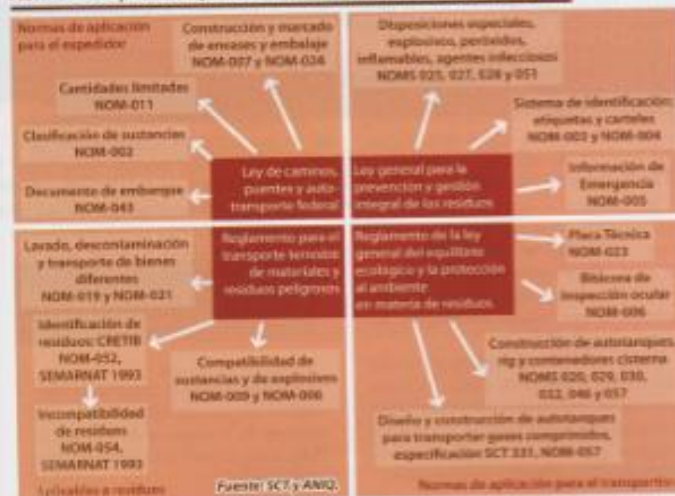 Normas de aplicación
para el expedidor
Construcción y marcado
de encases y embalaje
NOM-007 y NOM-024
Cantidades limitadas
NOM-011
Clasificación de sustancias
NOM-002
Documento de embarque
NOM-043
Disposiciones especiales,
explosisco, peróxidos,
inflamables, agentes infecciosos
NOMS 025, 027, 028 y 051
Sistema de identificación:
etiquetas y carteles
NOM-003 y NOM-004
Información de
Emergencia
NOM-005
Ley de caminos,
puentes y auto-
transporte federal
Ley general para la
prevención y gestión
integral de los residuos
Reglamento para el
transporte terrestre
de materiales y
residuos peligrosos
Reglamento de la ley
general del equilibrio
ecológico y la protección
al ambiente
en materia de residuos
Lavado, descontaminación
y transporte de bienes
diferentes
NOM-019 y NOM-021
Identificación de
residuos: CRETIB
NOM-052,
SEMARNAT 1993
Incompatibilidad
de residuos
NOM-054,
SEMARNAT 1993
Aplicables a residuos
Compatibilidad de
sustancias y de explosivos
NOM-009 y NOM-006
Fuente: SCT y ANIQ.
Placa Técnica
NOM-023
Bitácora de
inspección ocular
NOM-006
Construcción de autotanques,
rig y contenedores cisterna
NOMS 020, 029, 030,
032, 046 y 057
Diseño y construcción de autotanques
para transportar gases comprimidos,
especificación SCT 331, NOM-057
Normas de aplicación para el transportista